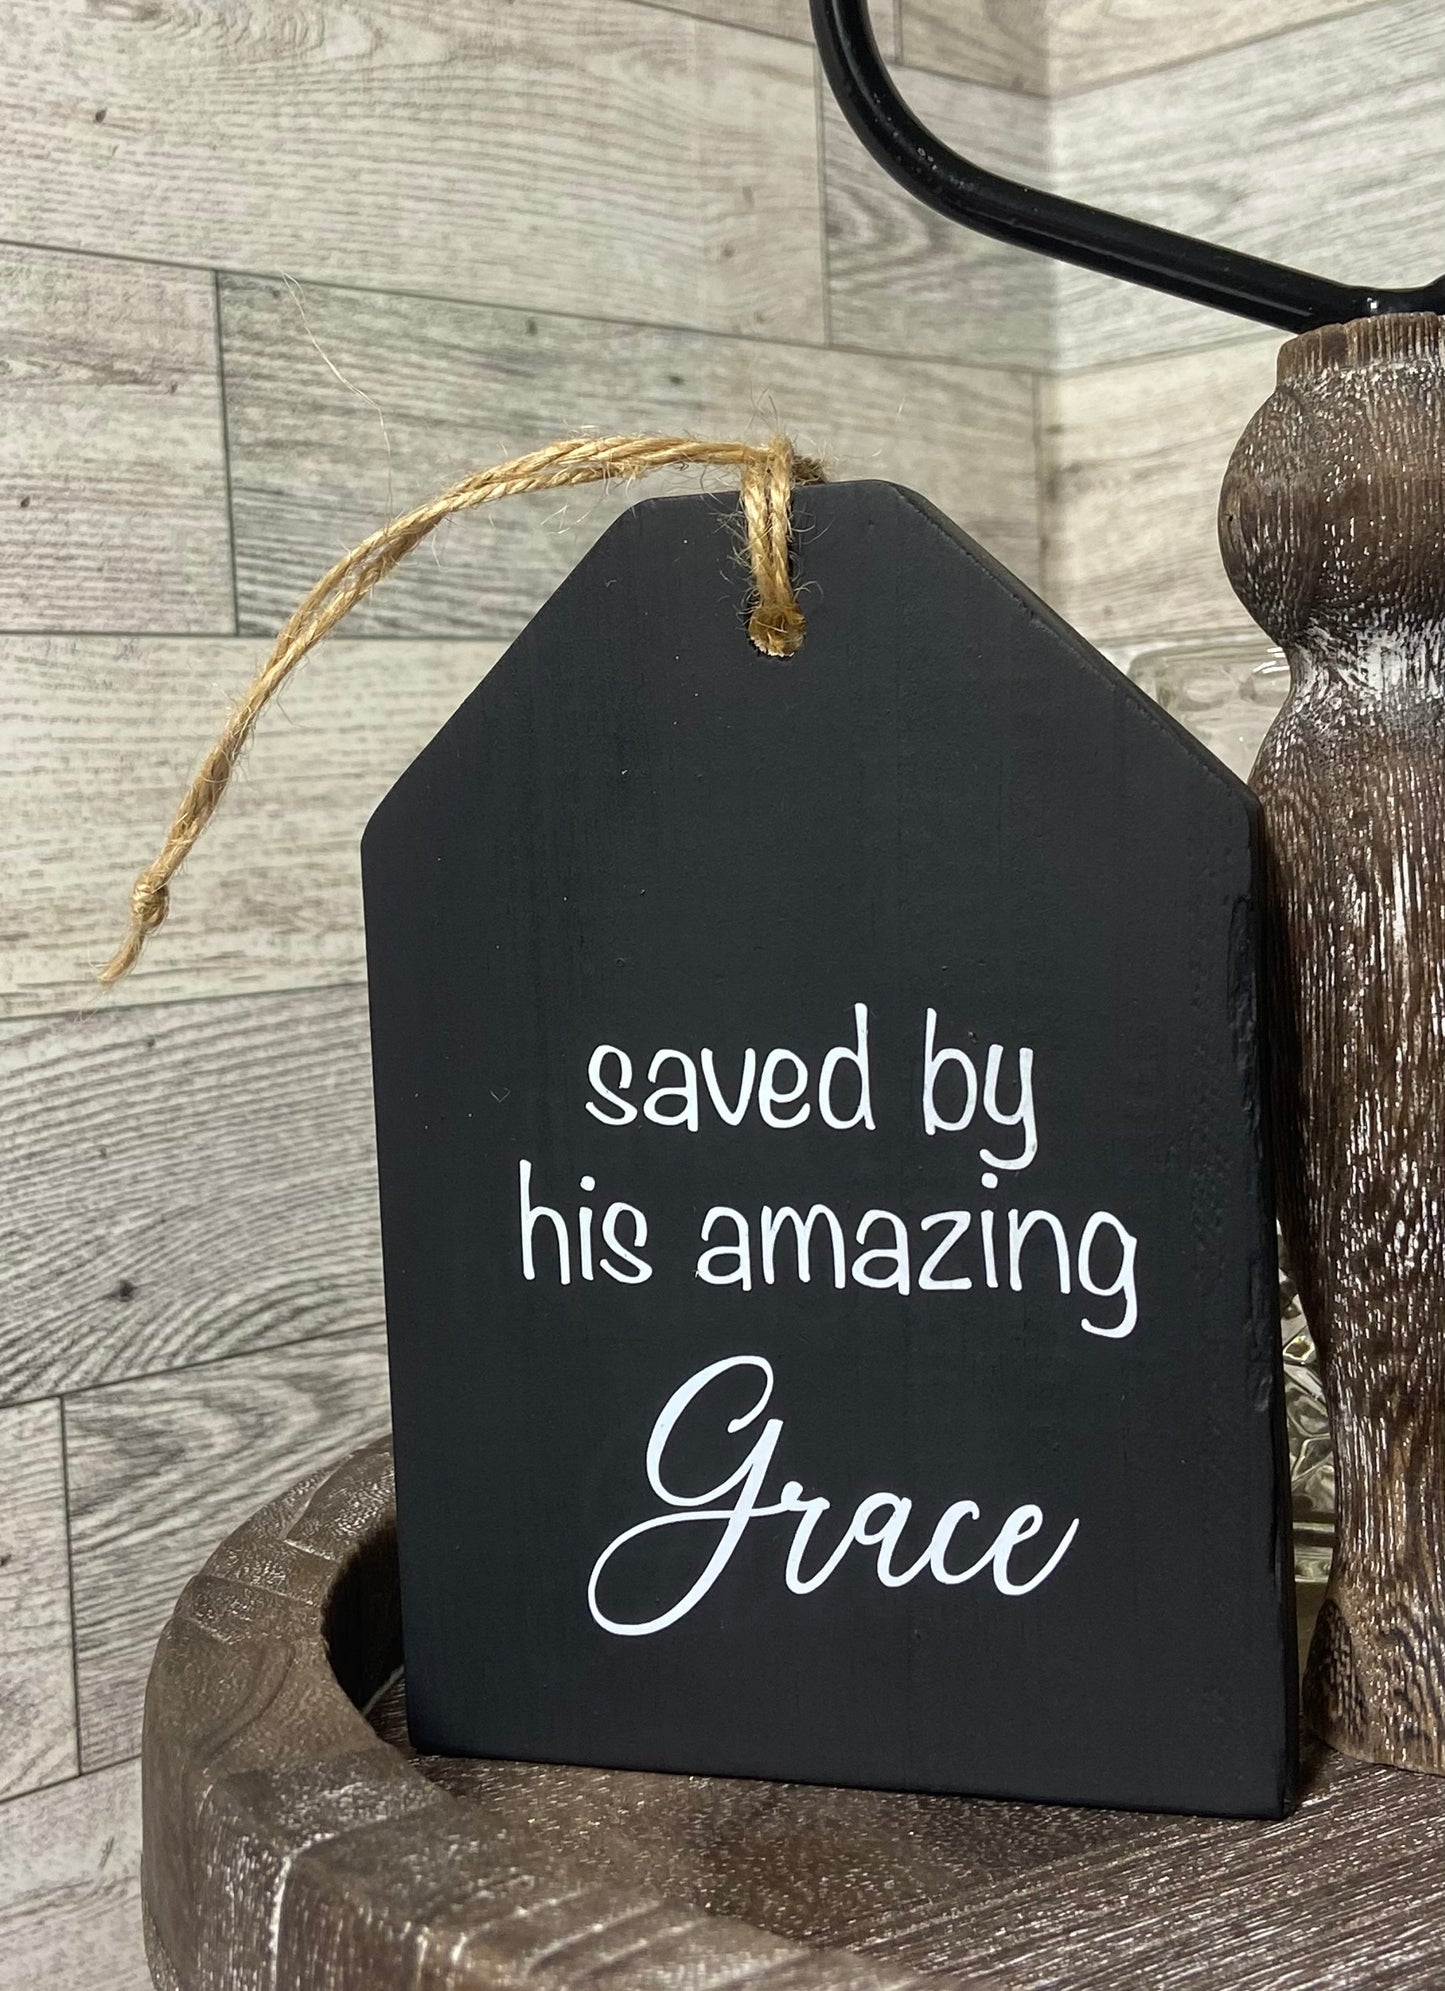 saved by
his amazing
Grace